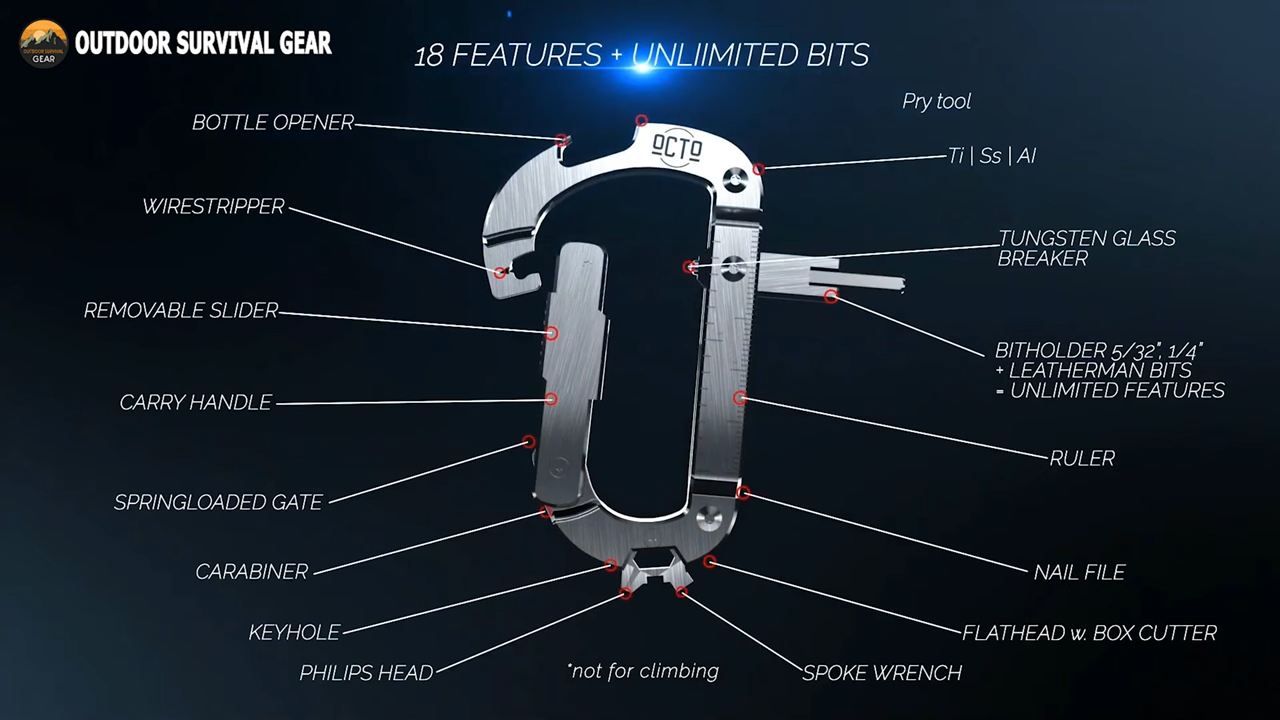 OUTDOOR SURVIVAL GEAR
OUTDOOR SURVIVAL
GEAR
18 FEATURES + UNLIIMITED BITS
Pry tool
BOTTLE OPENER
OCTO
Ti | Ss | Al
WIRESTRIPPER
TUNGSTEN GLASS
BREAKER
REMOVABLE SLIDER
BITHOLDER 5/32", 1/4"
+ LEATHERMAN BITS
= UNLIMITED FEATURES
CARRY HANDLE
RULER
SPRINGLOADED GATE
CARABINER
NAIL FILE
KEYHOLE
FLATHEAD w. BOX CUTTER
PHILIPS HEAD
*not for climbing
SPOKE WRENCH